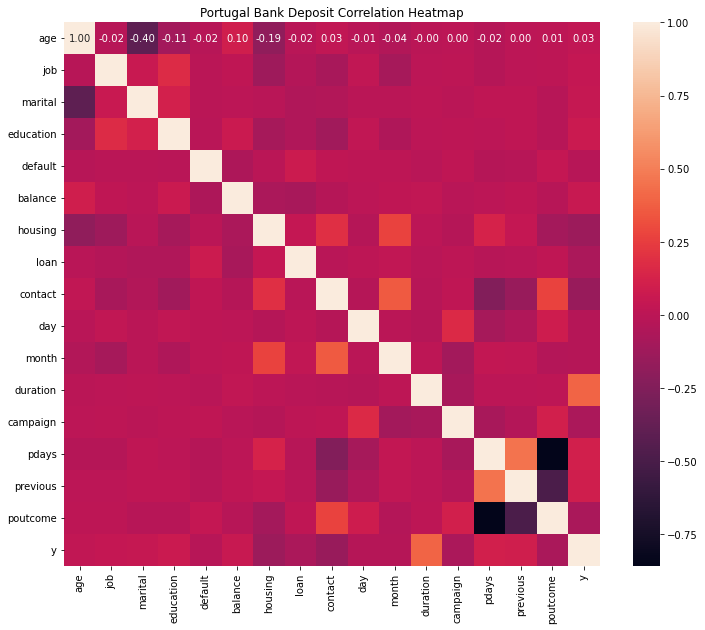 Portugal Bank Deposit Correlation Heatmap
age 1.00 -0.02 -0.40 -0.11 -0.02 0.10 -0.19 -0.00 0.03 -0.01 -0.04 -0.00 0.00 -0.02 0.00 0.01 0.03
job
marital
education
default
balance
housing
loan
contact
day
month
duration
campaign
pdays
previous
poutcome
y
age job marital education default balance housing loan contact day month duration campaign pdays previous poutcome y
1.00
0.75
0.50
0.25
0.00
−0.25
−0.50
−0.75